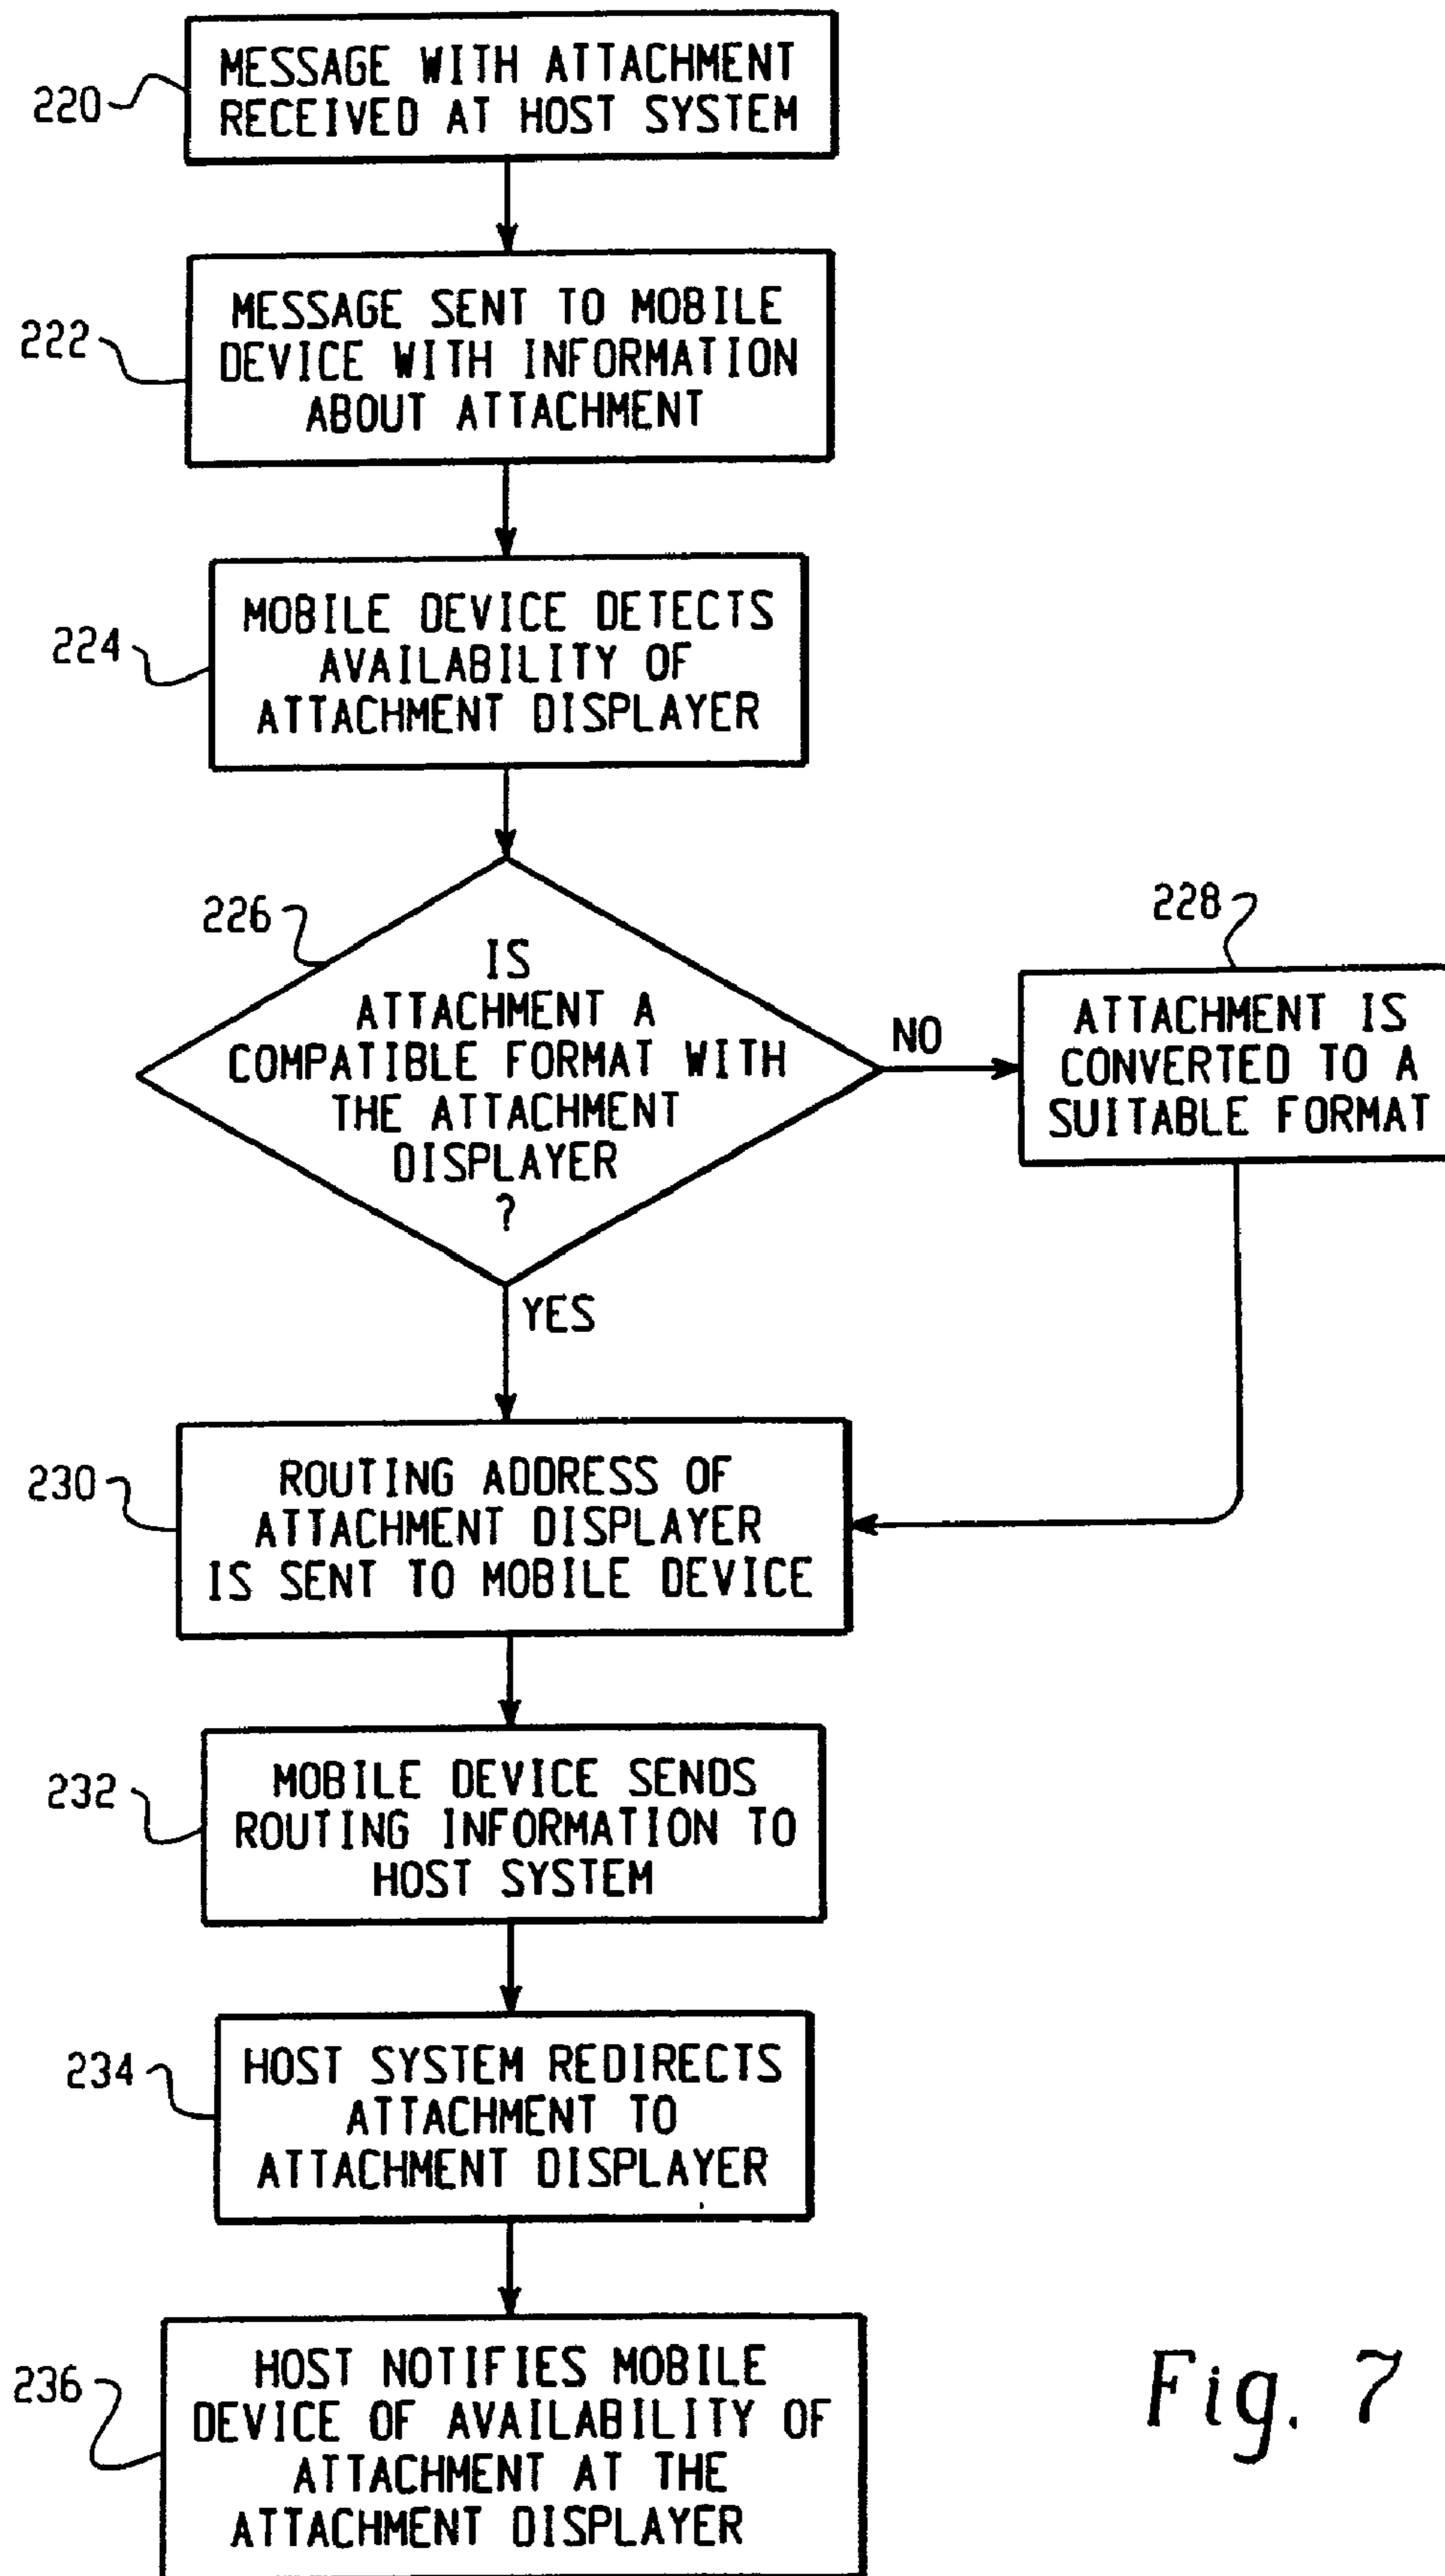 220
MESSAGE WITH ATTACHMENT
RECEIVED AT HOST SYSTEM
222
MESSAGE SENT TO MOBILE
DEVICE WITH INFORMATION
ABOUT ATTACHMENT
224
MOBILE DEVICE DETECTS
AVAILABILITY OF
ATTACHMENT DISPLAYER
226
IS
ATTACHMENT A
COMPATIBLE FORMAT WITH
THE ATTACHMENT
DISPLAYER
?
NO
228
ATTACHMENT IS
CONVERTED TO A
SUITABLE FORMAT
YES
230
ROUTING ADDRESS OF
ATTACHMENT DISPLAYER
IS SENT TO MOBILE DEVICE
232
MOBILE DEVICE SENDS
ROUTING INFORMATION TO
HOST SYSTEM
234
HOST SYSTEM REDIRECTS
ATTACHMENT TO
ATTACHMENT DISPLAYER
236
HOST NOTIFIES MOBILE
DEVICE OF AVAILABILITY OF
ATTACHMENT AT THE
ATTACHMENT DISPLAYER
Fig. 7